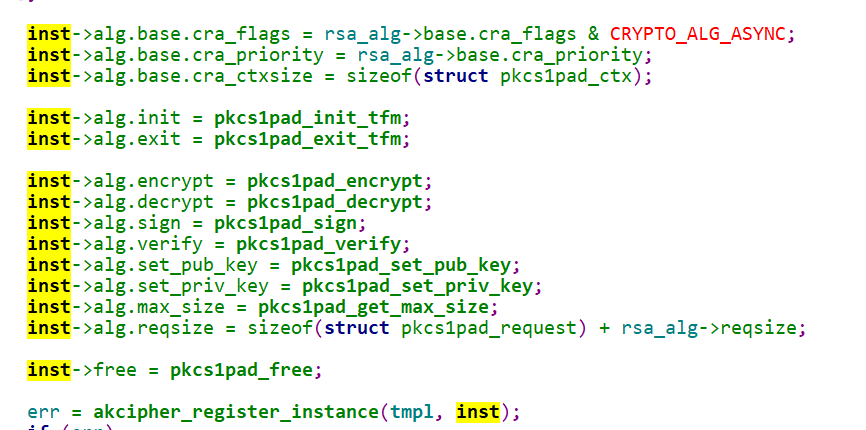 inst->alg.base.cra_flags = rsa_alg->base.cra_flags & CRYPTO_ALG_ASYNC;
inst->alg.base.cra_priority = rsa_alg->base.cra_priority;
inst->alg.base.cra_ctxsize = sizeof(struct pkcs1pad_ctx);
inst->alg.init = pkcs1pad_init_tfm;
inst->alg.exit = pkcs1pad_exit_tfm;
inst->alg.encrypt = pkcs1pad_encrypt;
inst->alg.decrypt = pkcs1pad_decrypt;
inst->alg.sign = pkcs1pad_sign;
inst->alg.verify = pkcs1pad_verify;
inst->alg.set_pub_key = pkcs1pad_set_pub_key;
inst->alg.set_priv_key = pkcs1pad_set_priv_key;
inst->alg.max_size = pkcs1pad_get_max_size;
inst->alg.reqsize = sizeof(struct pkcs1pad_request) + rsa_alg->reqsize;
inst->free = pkcs1pad_free;
err = akcipher_register_instance(tmpl, inst);